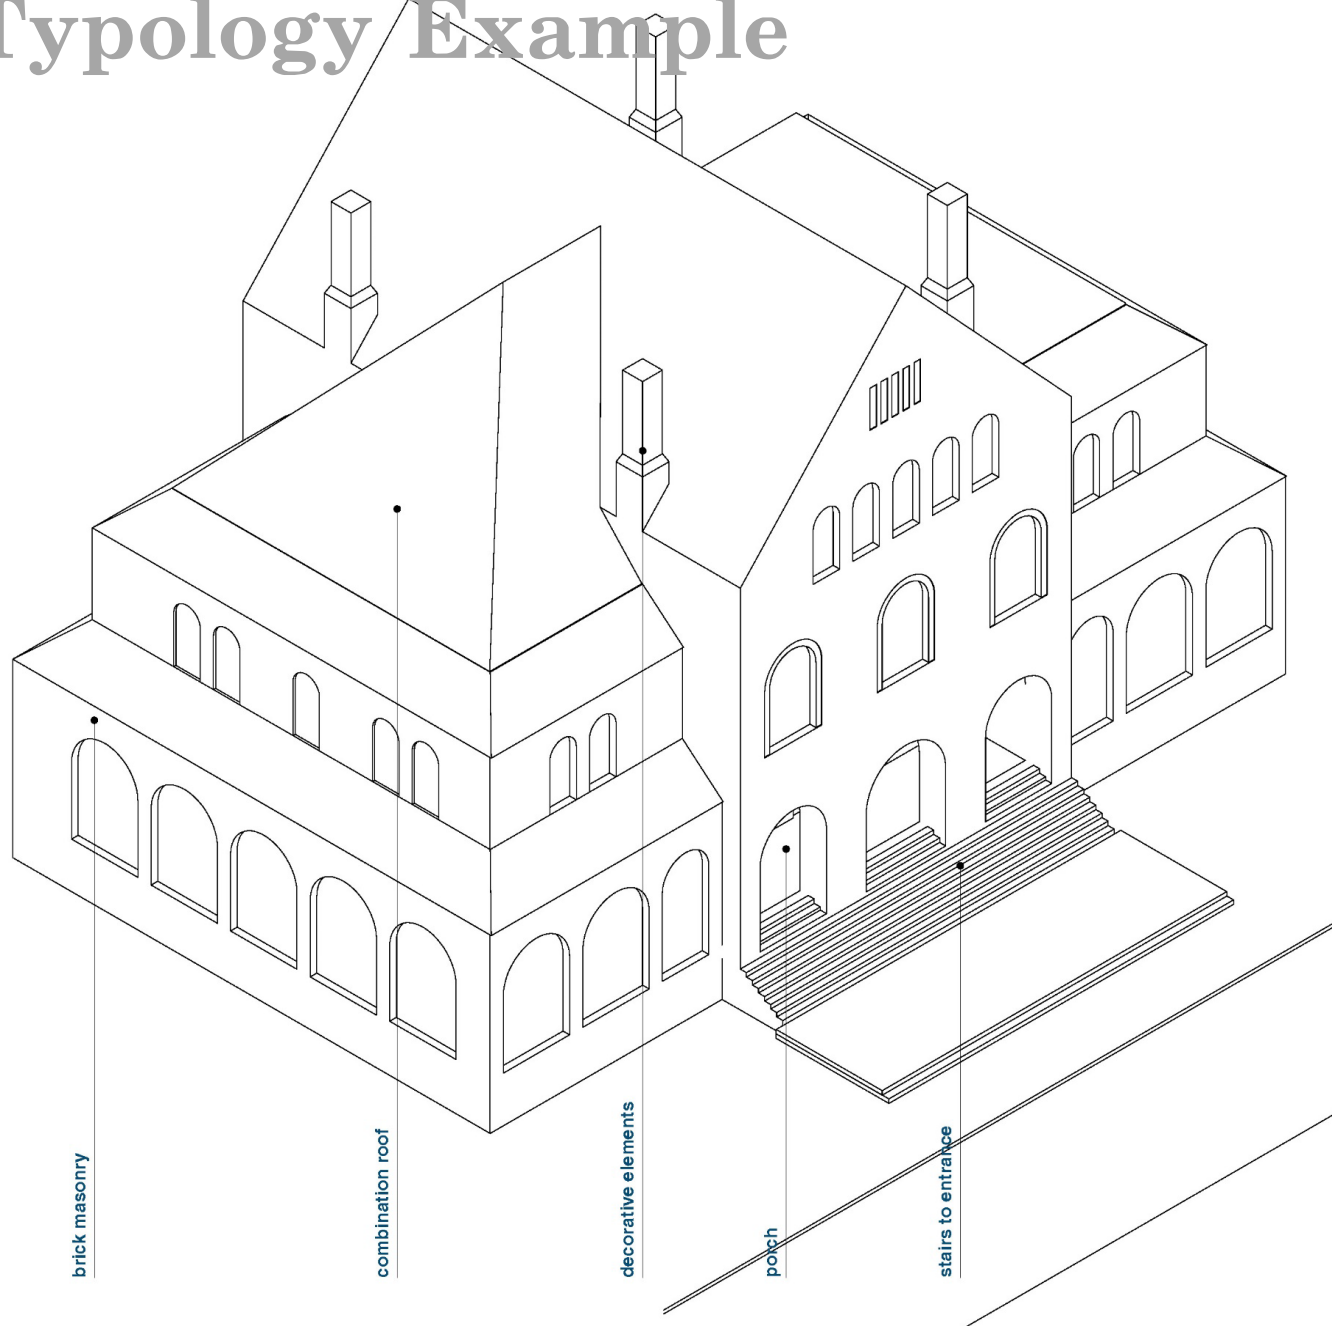 Typology Example
brick masonry
combination roof
decorative elements
porch
stairs to entrance